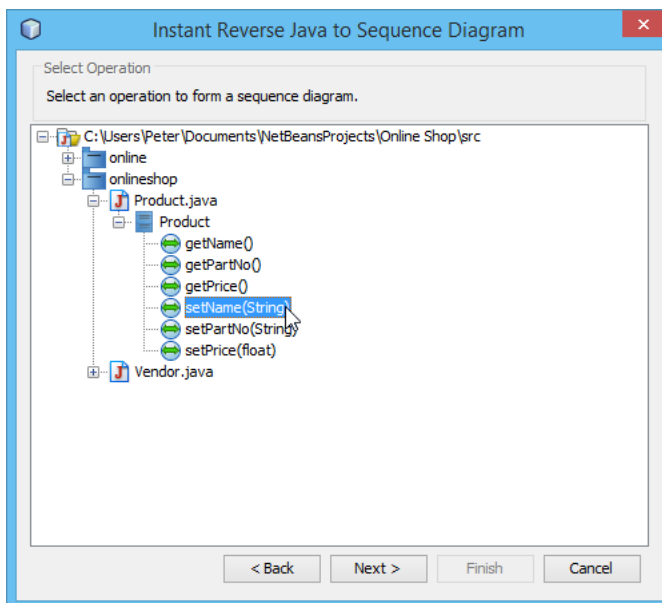 Instant Reverse Java to Sequence Diagram
Select Operation
Select an operation to form a sequence diagram.
C:\Users\Peter\Documents\NetBeansProjects\Online Shop\src
online
onlineshop
Product.java
Product
getName()
getPartNo()
getPrice()
setName(String)
setPartNo(String)
setPrice(float)
Vendor.java
< Back Next > Finish Cancel